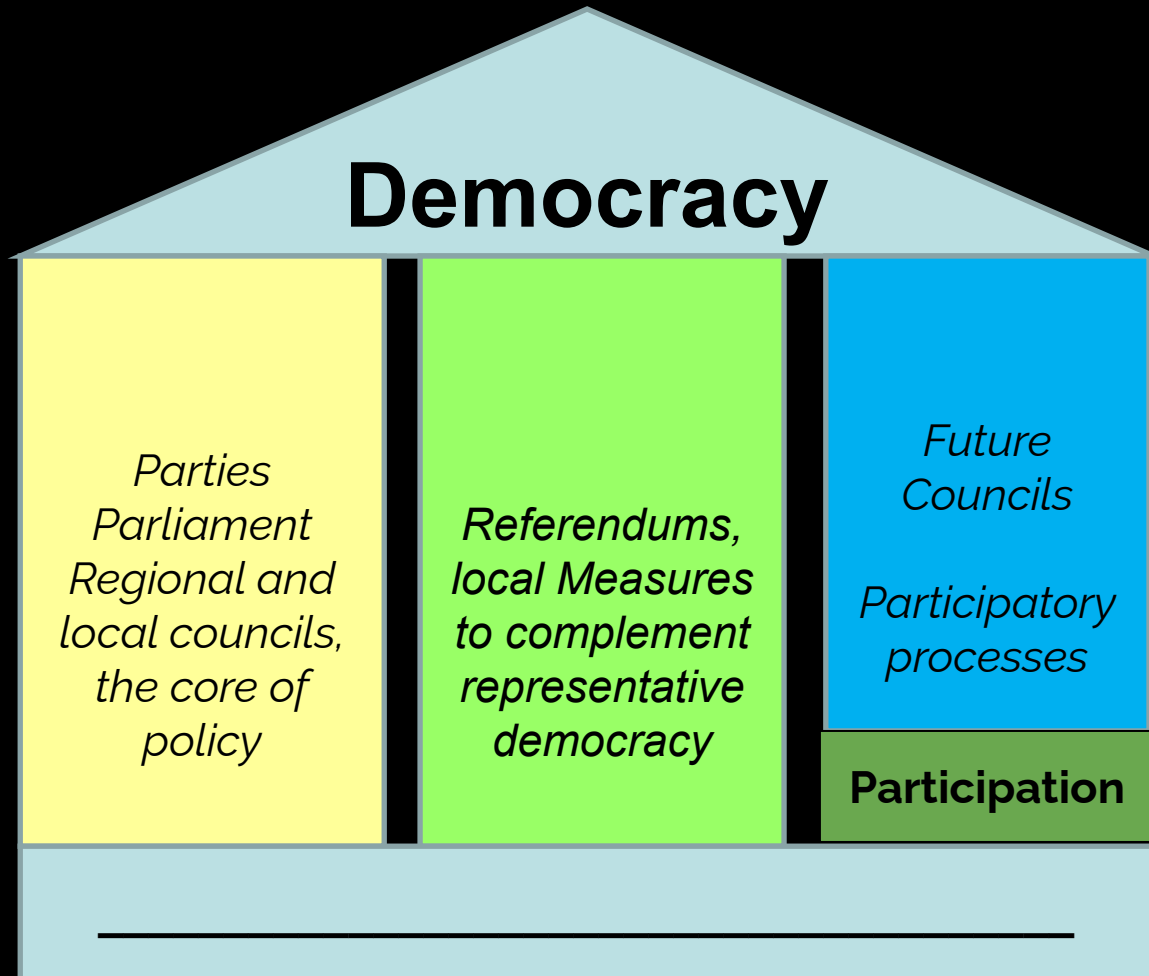 Democracy
Parties
Parliament
Regional and
local councils,
the core of
policy
Referendums,
local Measures
to complement
representative
democracy
Future
Councils
Participatory
processes
Participation